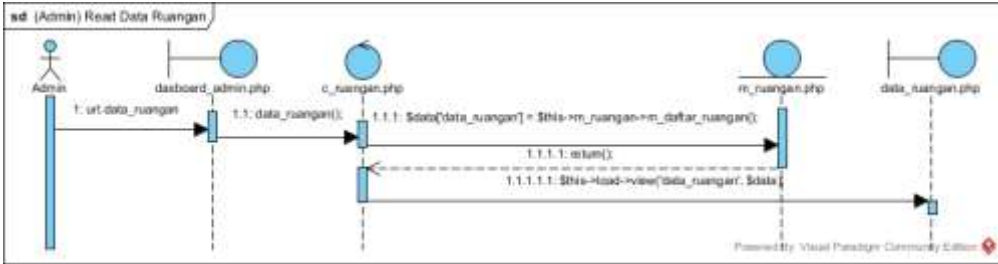 sd (Admin) Read Data Ruangan
Admin
dasboard_admin.php
c_ruangan.php
m_ruangan.php
data_ruangan.php
1: url data_ruangan
1.1: data_ruangan();
1.1.1: $data['data_ruangan'] = $this->m_ruangan->m_daftar_ruangan();
1.1.1.1: return();
1.1.1.1.1: $this->load->view('data_ruangan', $data);
Powered By Visual Paradigm Community Edition